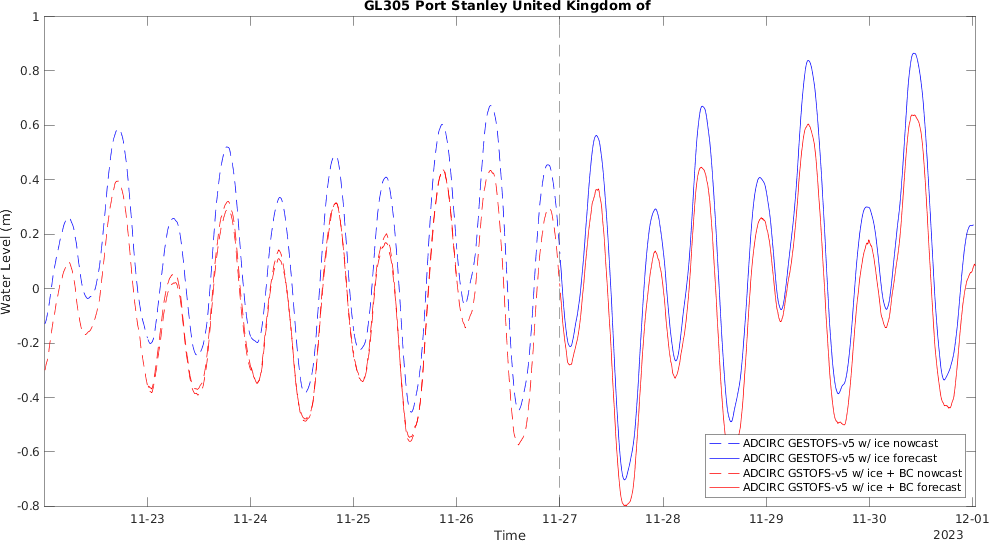 GL305 Port Stanley United Kingdom of
Water Level (m)
1
0.8
0.6
0.4
0.2
0
-0.2
-0.4
-0.6
-0.8
ADCIRC GESTOFS-v5 w/ ice nowcast
ADCIRC GESTOFS-v5 w/ ice forecast
ADCIRC GSTOFS-v5 w/ ice + BC nowcast
ADCIRC GSTOFS-v5 w/ ice + BC forecast
11-23 11-24 11-25 11-26 11-27 11-28 11-29 11-30 12-01
Time
2023